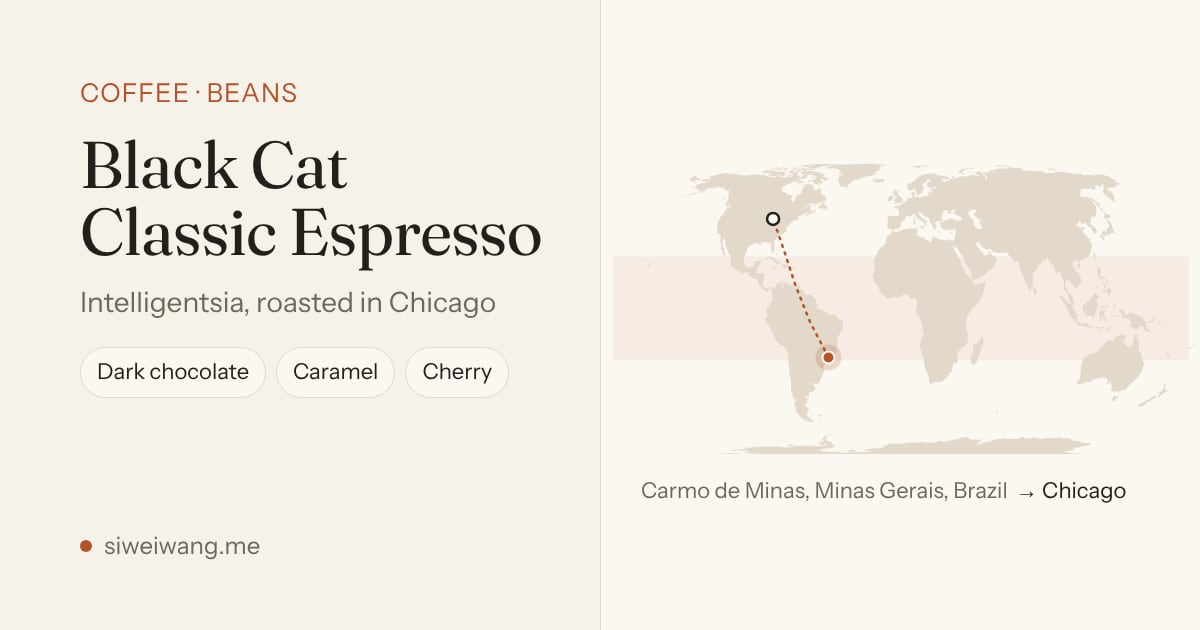 COFFEE · BEANS
Black Cat
Classic Espresso
Intelligentsia, roasted in Chicago
Dark chocolate
Caramel
Cherry
siweiwang.me
Carmo de Minas, Minas Gerais, Brazil → Chicago